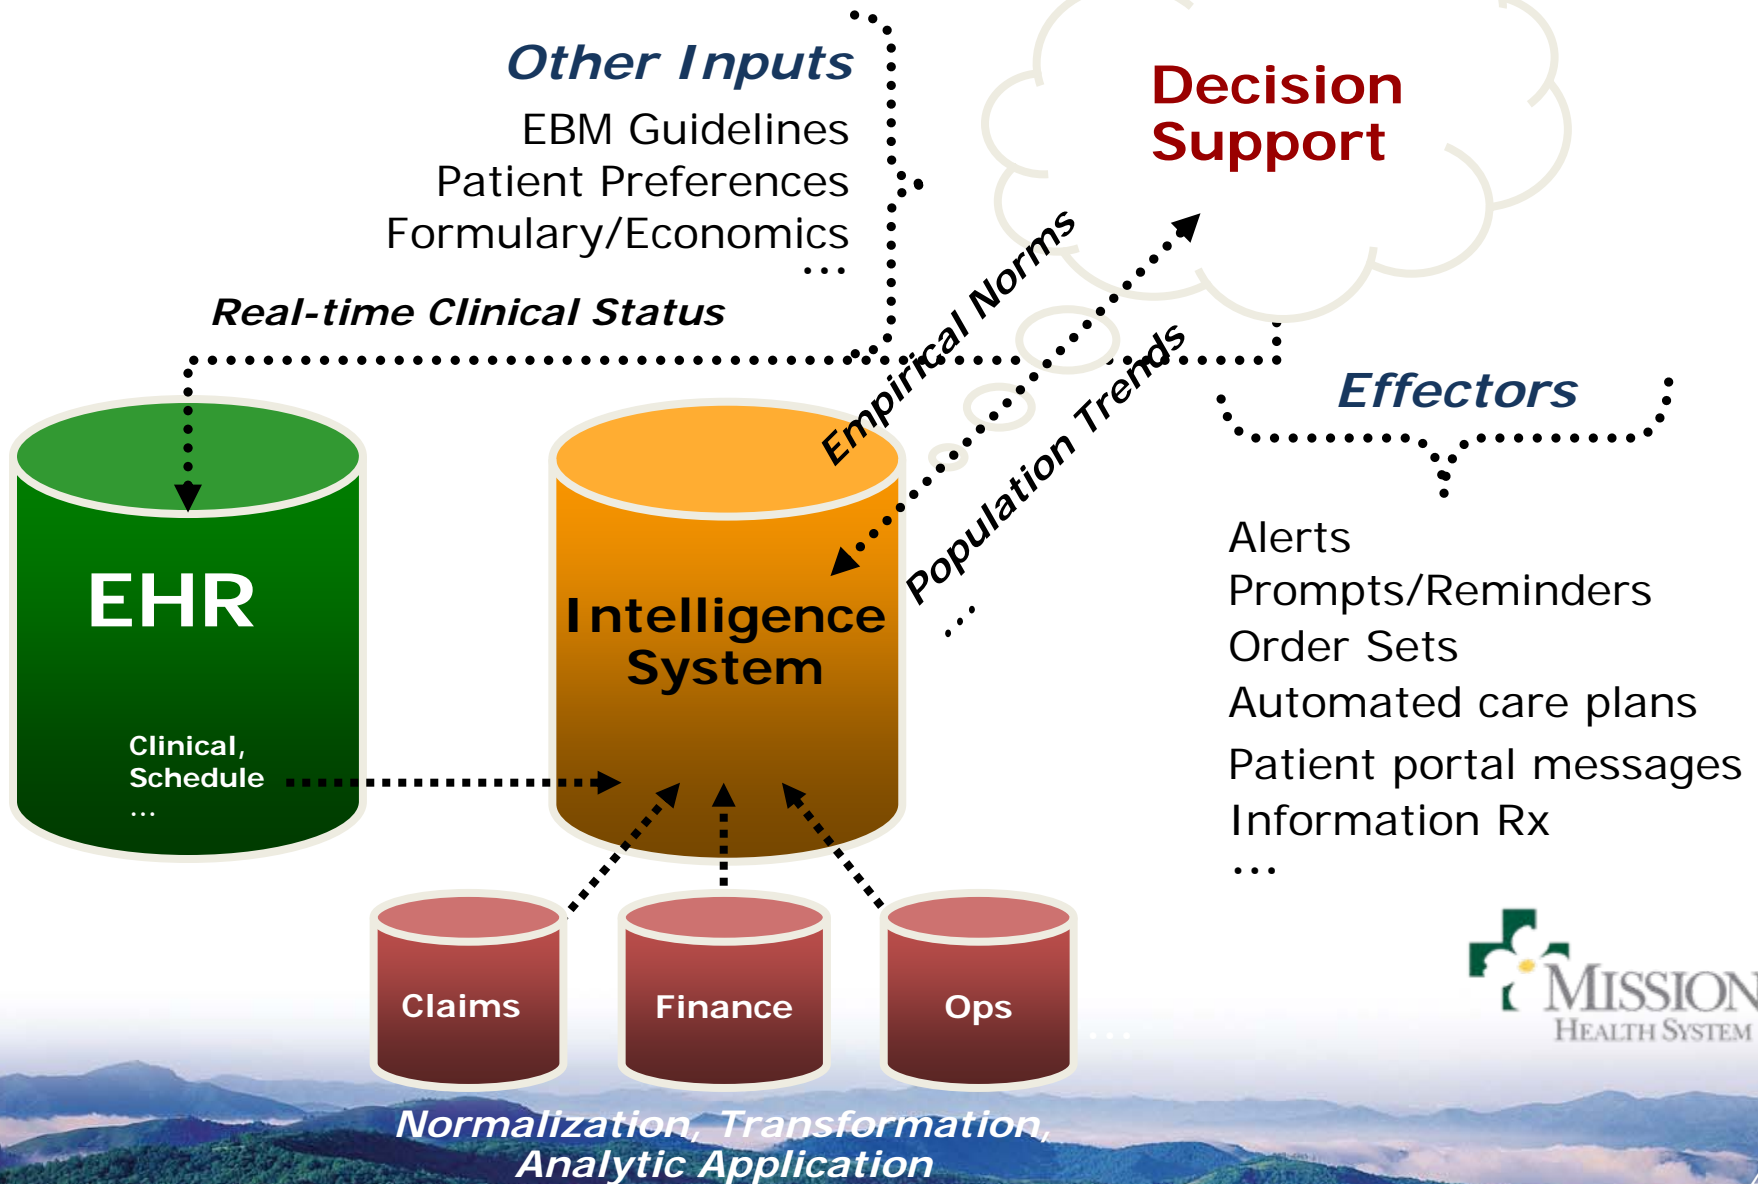 Other Inputs
EBM Guidelines
Patient Preferences
Formulary/Economics
...
Decision
Support
Real-time Clinical Status
Empirical Norms
Population Trends
...
Effectors
Alerts
Prompts/Reminders
Order Sets
Automated care plans
Patient portal messages
Information Rx
...
EHR
Clinical,
Schedule
...
Intelligence
System
Claims
Finance
Ops
...
MISSION
HEALTH SYSTEM
Normalization, Transformation,
Analytic Application